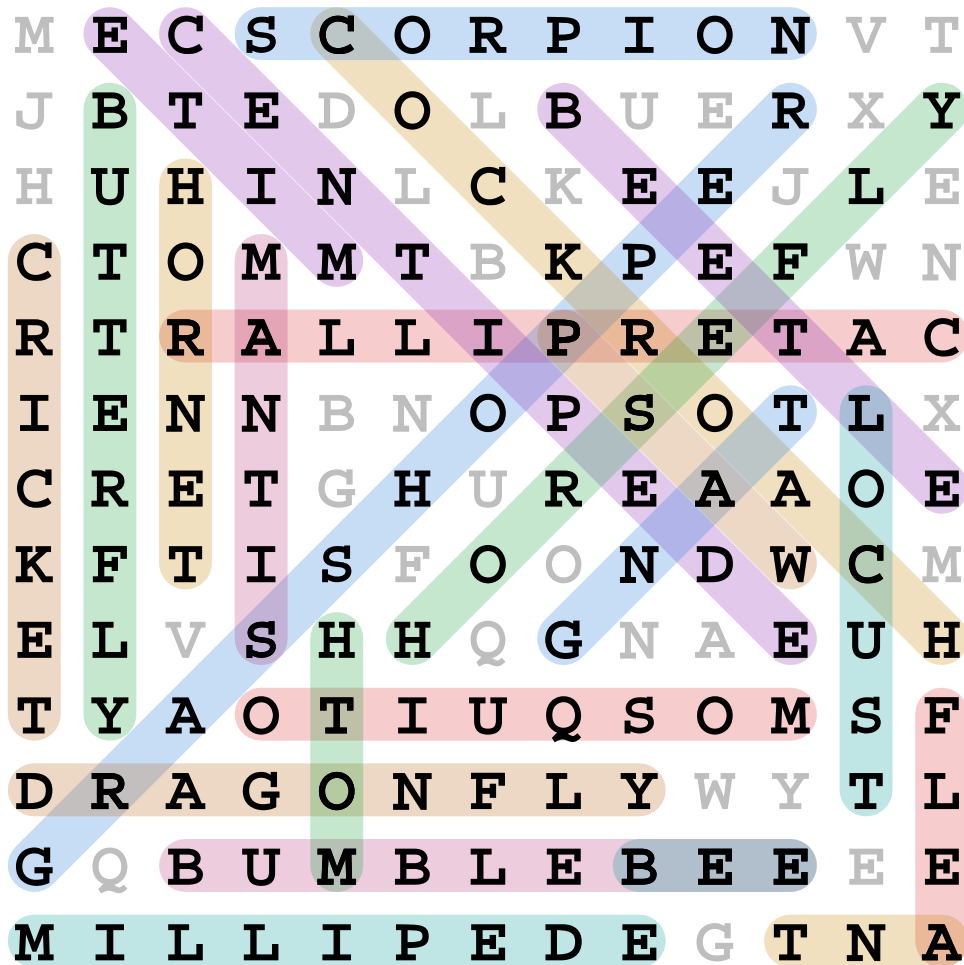 M E C S C O R P I O N V T
J B T E D O L B U E R X Y
H U H I N L C K E E J L E
C T O M M T B K P E F W N
R T R A L L I P R E T A C
I E N N B N O P S O T L X
C R E T G H U R E A A O E
K F T I S F O O N D W C M
E L V S H H Q G N A E U H
T Y A O T I U Q S O M S F
D R A G O N F L Y W Y T L
G Q B U M B L E B E E E E
M I L L I P E D E G T N A